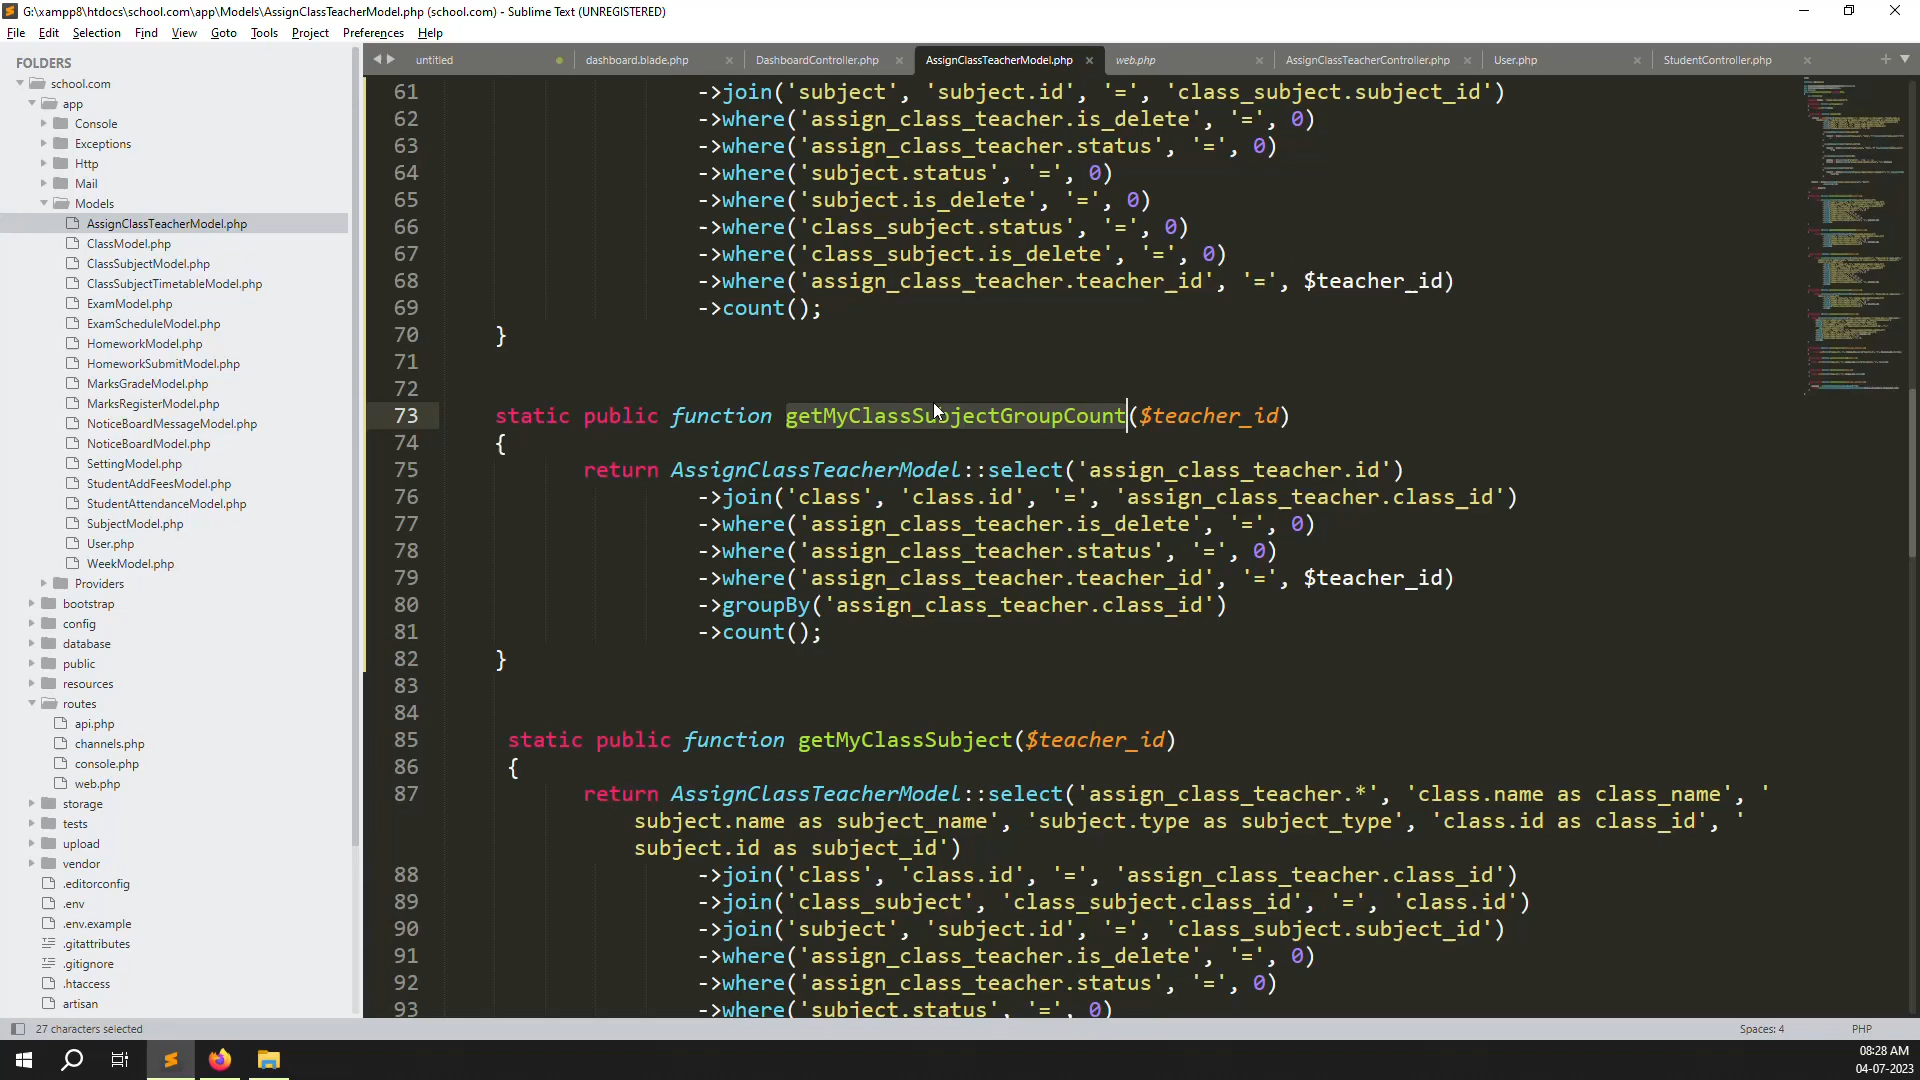 G:\xampp8\htdocs\school.com\app\Models\AssignClassTeacherModel.php (school.com) - Sublime Text (UNREGISTERED)
File Edit Selection Find View Goto Tools Project Preferences Help
untitled dashboard.blade.php DashboardController.php AssignClassTeacherModel.php web.php AssignClassTeacherController.php User.php StudentController.php
FOLDERS
school.com
app
Console
Exceptions
Http
Mail
Models
AssignClassTeacherModel.php
ClassModel.php
ClassSubjectModel.php
ClassSubjectTimetableModel.php
ExamModel.php
ExamScheduleModel.php
HomeworkModel.php
HomeworkSubmitModel.php
MarksGradeModel.php
MarksRegisterModel.php
NoticeBoardMessageModel.php
NoticeBoardModel.php
SettingModel.php
StudentAddFeesModel.php
StudentAttendanceModel.php
SubjectModel.php
User.php
WeekModel.php
Providers
bootstrap
config
database
public
resources
routes
api.php
channels.php
console.php
web.php
storage
tests
upload
vendor
.editorconfig
.env
.env.example
.gitattributes
.gitignore
.htaccess
artisan
61 ->join('subject', 'subject.id', '=', 'class_subject.subject_id')
62 ->where('assign_class_teacher.is_delete', '=', 0)
63 ->where('assign_class_teacher.status', '=', 0)
64 ->where('subject.status', '=', 0)
65 ->where('subject.is_delete', '=', 0)
66 ->where('class_subject.status', '=', 0)
67 ->where('class_subject.is_delete', '=', 0)
68 ->where('assign_class_teacher.teacher_id', '=', $teacher_id)
69 ->count();
70 }
71
72
73 static public function getMyClassSubjectGroupCount($teacher_id)
74 {
75 return AssignClassTeacherModel::select('assign_class_teacher.id')
76 ->join('class', 'class.id', '=', 'assign_class_teacher.class_id')
77 ->where('assign_class_teacher.is_delete', '=', 0)
78 ->where('assign_class_teacher.status', '=', 0)
79 ->where('assign_class_teacher.teacher_id', '=', $teacher_id)
80 ->groupBy('assign_class_teacher.class_id')
81 ->count();
82 }
83
84
85 static public function getMyClassSubject($teacher_id)
86 {
87 return AssignClassTeacherModel::select('assign_class_teacher.*', 'class.name as class_name', '
subject.name as subject_name', 'subject.type as subject_type', 'class.id as class_id', '
subject.id as subject_id')
88 ->join('class', 'class.id', '=', 'assign_class_teacher.class_id')
89 ->join('class_subject', 'class_subject.class_id', '=', 'class.id')
90 ->join('subject', 'subject.id', '=', 'class_subject.subject_id')
91 ->where('assign_class_teacher.is_delete', '=', 0)
92 ->where('assign_class_teacher.status', '=', 0)
93 ->where('subject.status', '=', 0)
27 characters selected Spaces: 4 PHP
08:28 AM
04-07-2023